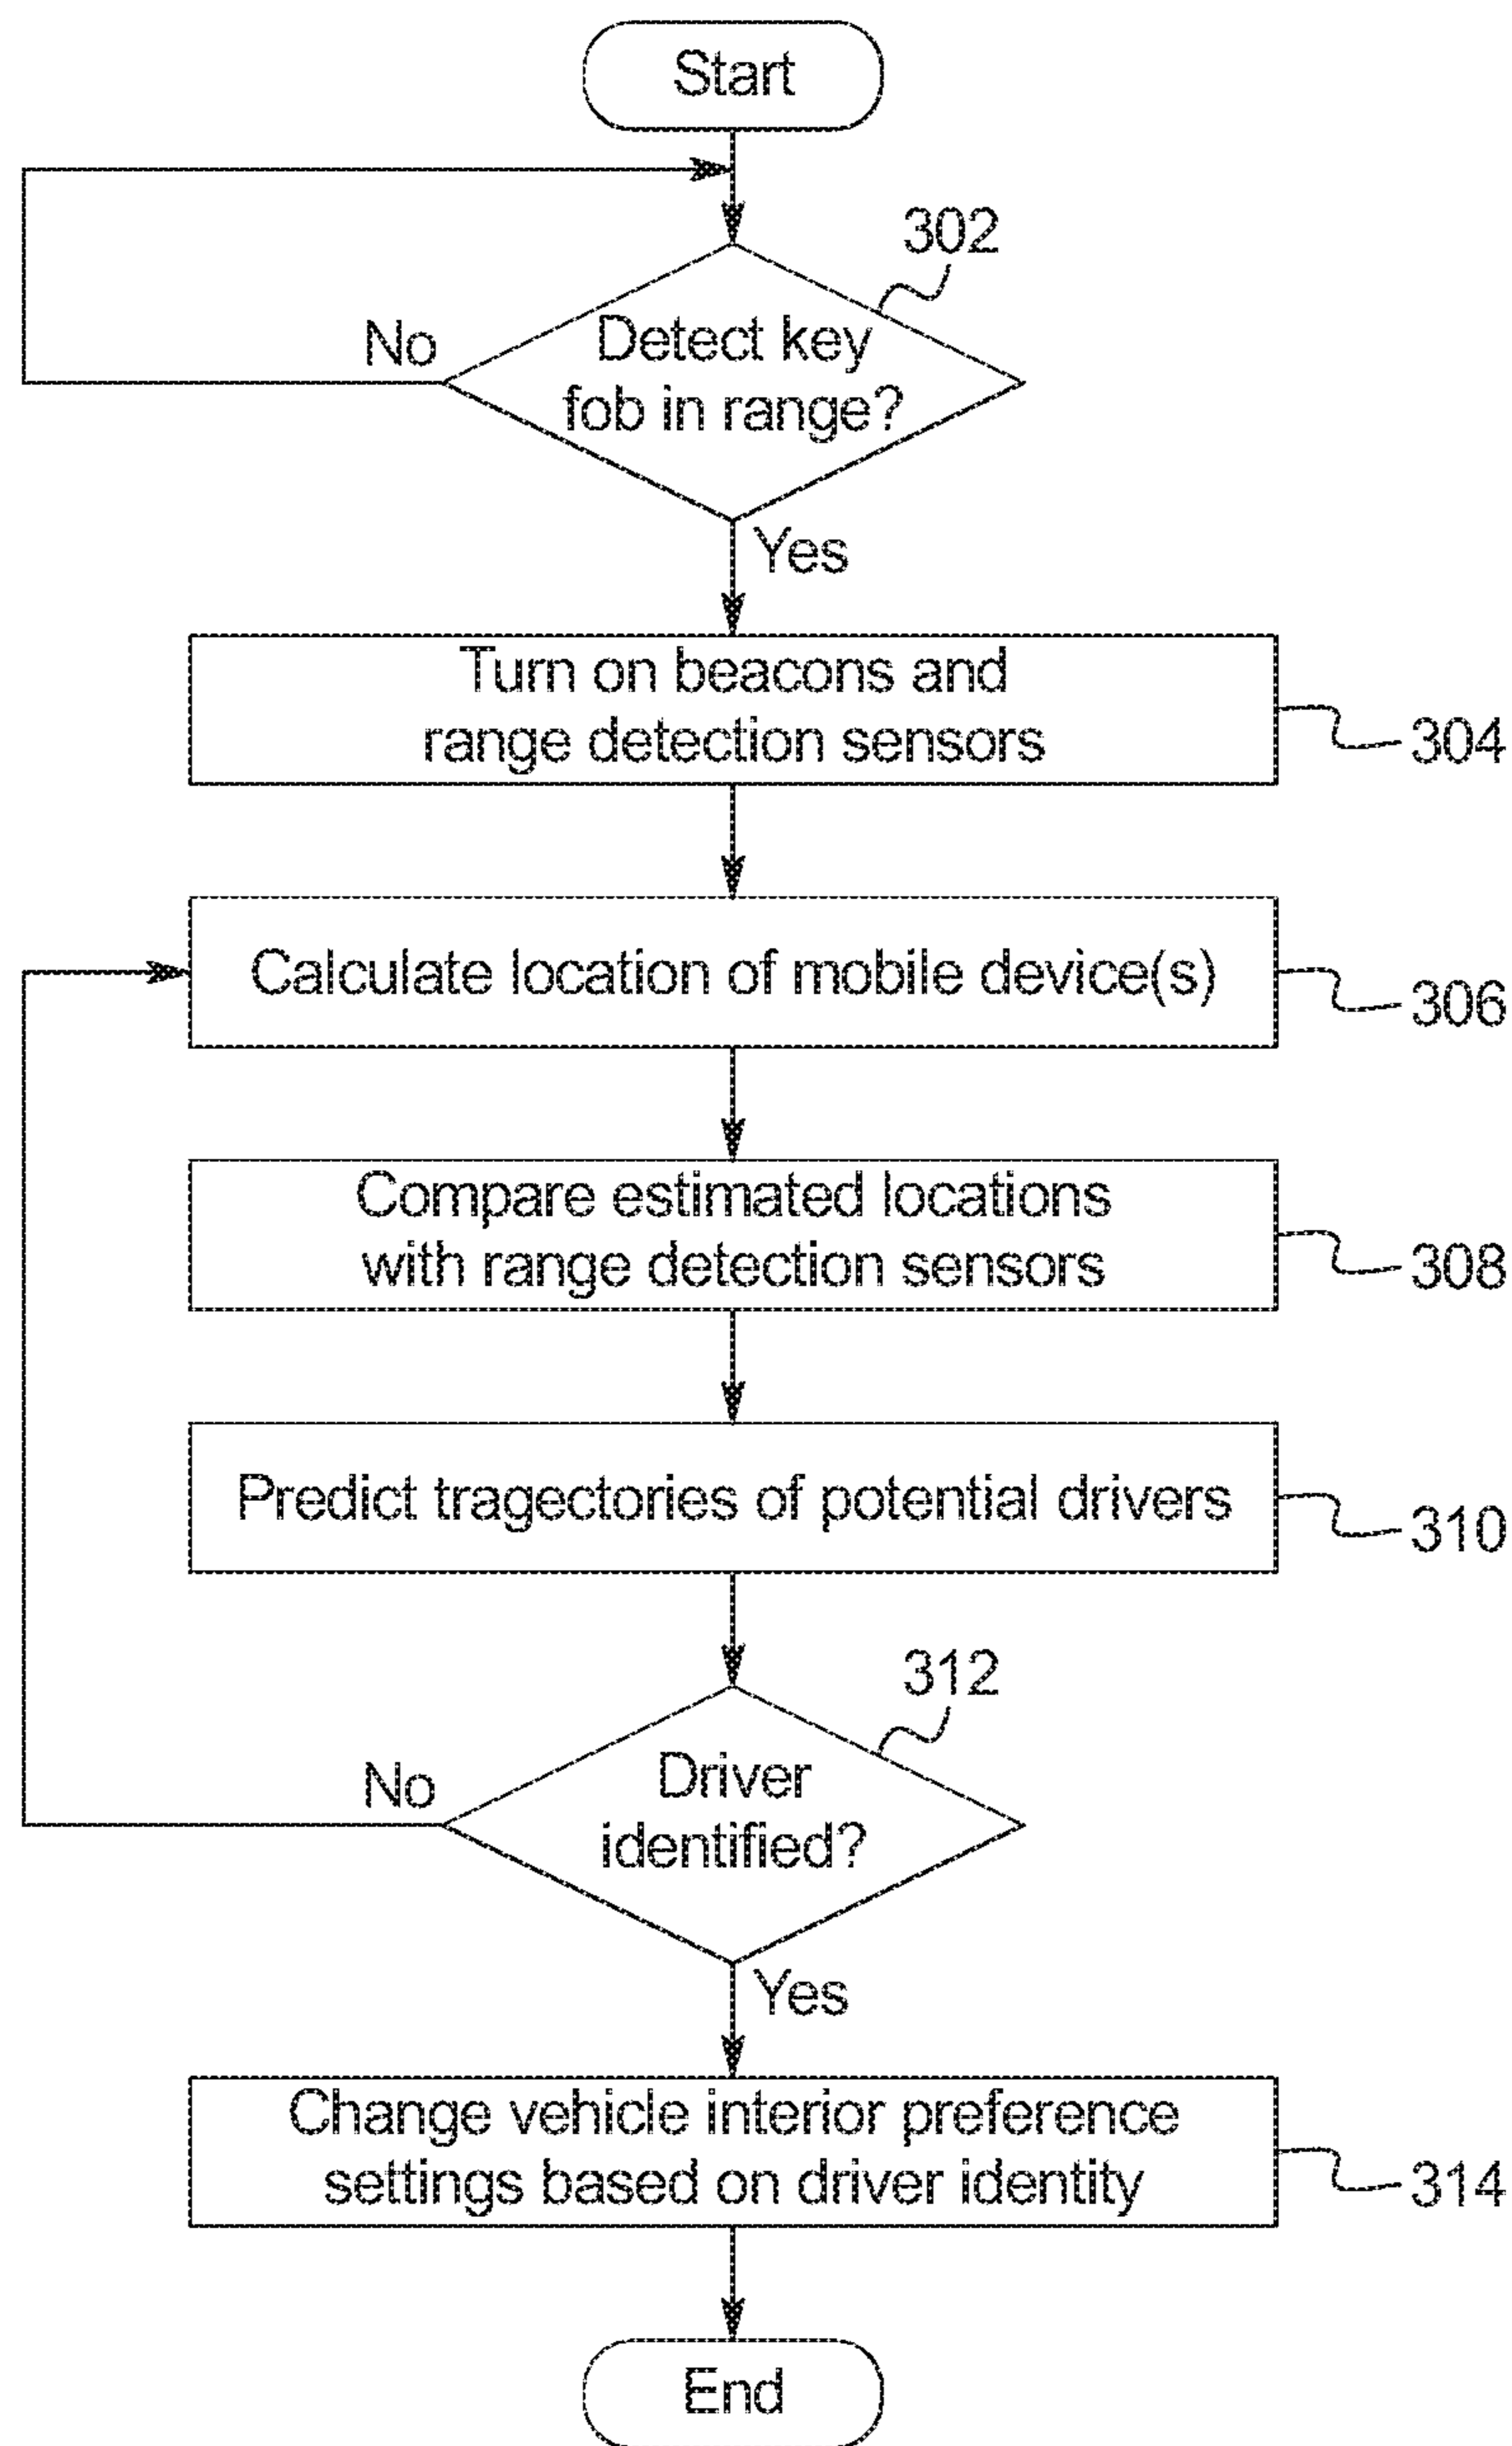 Start
302
Detect key
fob in range?
No
Yes
Turn on beacons and
range detection sensors
304
Calculate location of mobile device(s)
306
Compare estimated locations
with range detection sensors
308
Predict tragectories of potential drivers
310
312
Driver
identified?
No
Yes
Change vehicle interior preference
settings based on driver identity
314
End